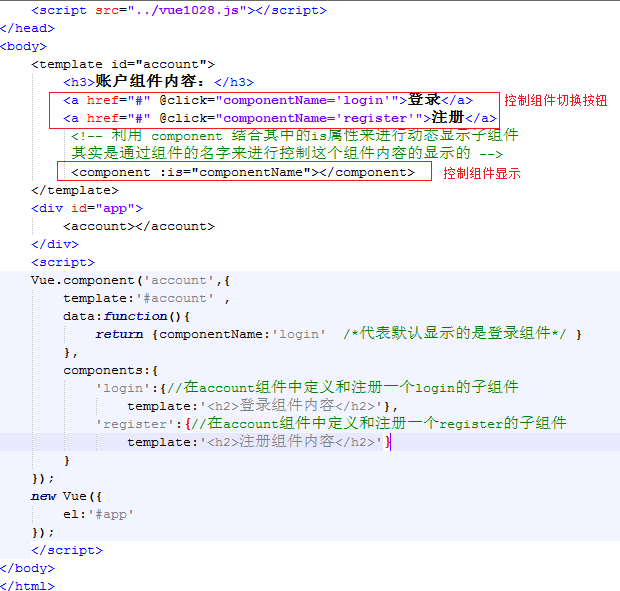 <script src="../vue1028.js"></script>
</head>
<body>
<template id="account">
<h3>账户组件内容：</h3>
<a href="#" @click="componentName='login'">登录</a>
控制组件切换按钮
<a href="#" @click="componentName='register'">注册</a>
<!-- 利用 component 结合其中的is属性来进行动态显示子组件
其实是通过组件的名字来进行控制这个组件内容的显示的 -->
<component :is="componentName"></component>
控制组件显示
</template>
<div id="app">
<account></account>
</div>
<script>
Vue.component('account',{
template:'#account' ,
data:function(){
return {componentName:'login' /*代表默认显示的是登录组件*/ }
},
components:{
'login':{//在account组件中定义和注册一个login的子组件
template:'<h2>登录组件内容</h2>'},
'register':{//在account组件中定义和注册一个register的子组件
template:'<h2>注册组件内容</h2>'}
}
});
new Vue({
el:'#app'
});
</script>
</body>
</html>